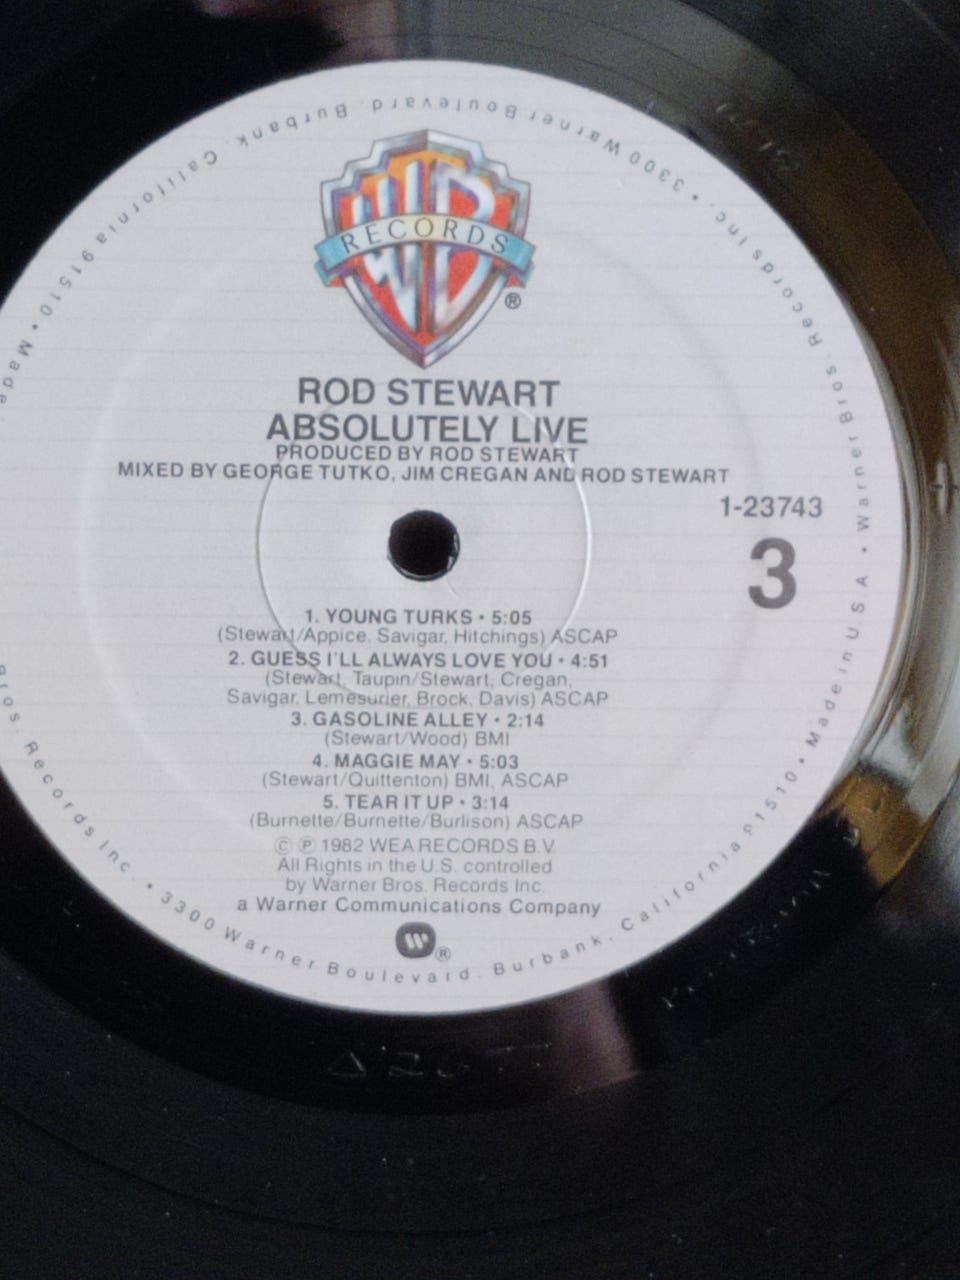 RECORDS
®
ROD STEWART
ABSOLUTELY LIVE
PRODUCED BY ROD STEWART
MIXED BY GEORGE TUTKO, JIM CREGAN AND ROD STEWART
1-23743
3
1. YOUNG TURKS • 5:05
(Stewart/Appice, Savigar, Hitchings) ASCAP
2. GUESS I'LL ALWAYS LOVE YOU • 4:51
(Stewart, Taupin/Stewart, Cregan,
Savigar, Lemesurier, Brock, Davis) ASCAP
3. GASOLINE ALLEY • 2:14
(Stewart/Wood) BMI
4. MAGGIE MAY • 5:03
(Stewart/Quittenton) BMI, ASCAP
5. TEAR IT UP • 3:14
(Burnette/Burnette/Burlison) ASCAP
© ℗ 1982 WEA RECORDS B.V.
All Rights in the U.S. controlled
by Warner Bros. Records Inc.
a Warner Communications Company
®
Bros. Records Inc. • 3300 Warner Boulevard, Burbank, California 91510 • Made in U.S.A. • Warner Bros. Records Inc. • 3300 Warner Boulevard, Burbank, California 91510 • Made